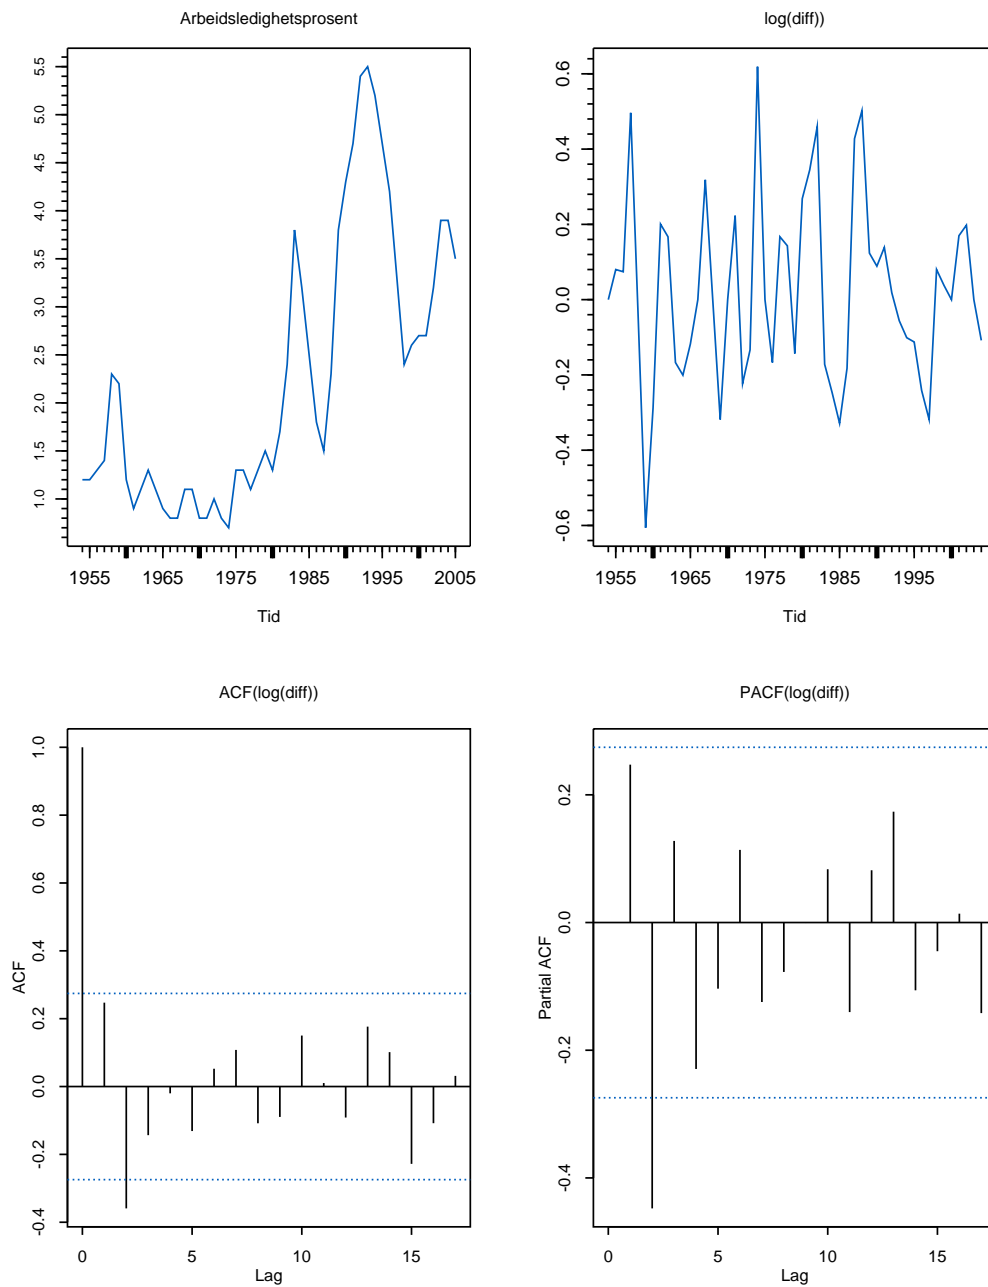 Arbeidsledighetsprosent
5.5
5.0
4.5
4.0
3.5
3.0
2.5
2.0
1.5
1.0
1955 1965 1975 1985 1995 2005
Tid
log(diff))
0.6
0.4
0.2
0.0
-0.2
-0.4
-0.6
1955 1965 1975 1985 1995
Tid
ACF(log(diff))
ACF
1.0
0.8
0.6
0.4
0.2
0.0
-0.2
-0.4
0 5 10 15
Lag
PACF(log(diff))
Partial ACF
0.2
0.0
-0.2
-0.4
0 5 10 15
Lag